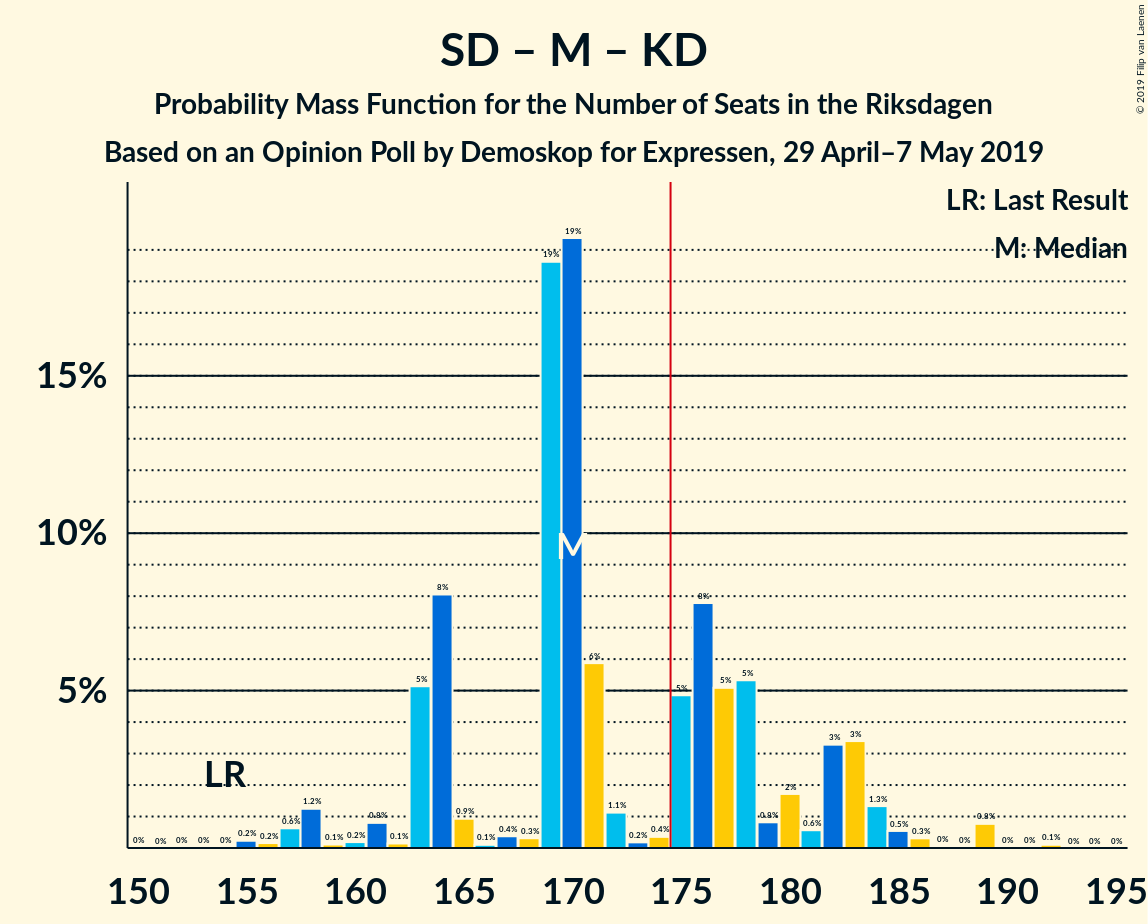 SD – M – KD
Probability Mass Function for the Number of Seats in the Riksdagen
Based on an Opinion Poll by Demoskop for Expressen, 29 April–7 May 2019
© 2019 Filip van Laenen
LR: Last Result
M: Median
15%
10%
5%
LR
M
0% 0% 0% 0% 0% 0.2% 0.2% 0.6% 1.2% 0.1% 0.2% 0.8% 0.1% 5% 8% 0.9% 0.1% 0.4% 0.3% 19% 19% 6% 1.1% 0.2% 0.4% 5% 8% 5% 5% 0.8% 2% 0.6% 3% 3% 1.3% 0.5% 0.3% 0% 0% 0.8% 0% 0% 0.1% 0% 0% 0%
150 155 160 165 170 175 180 185 190 195